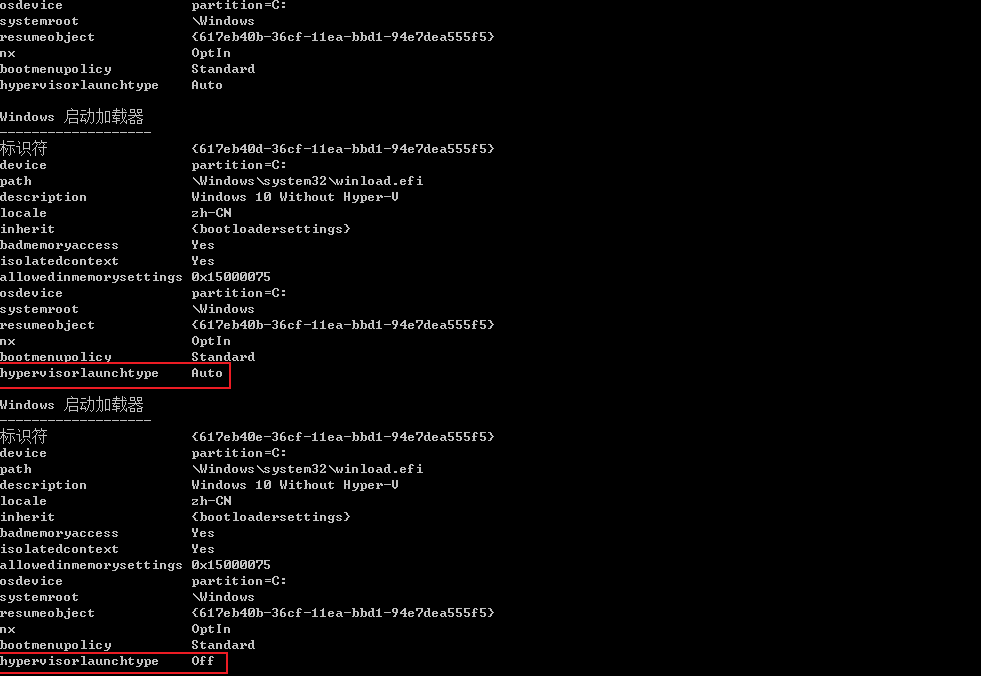 osdevice                partition=C:
systemroot              \Windows
resumeobject            {617eb40b-36cf-11ea-bbd1-94e7dea555f5}
nx                      OptIn
bootmenupolicy          Standard
hypervisorlaunchtype    Auto
Windows 启动加载器
-------------------
标识符                  {617eb40d-36cf-11ea-bbd1-94e7dea555f5}
device                  partition=C:
path                    \Windows\system32\winload.efi
description             Windows 10 Without Hyper-V
locale                  zh-CN
inherit                 {bootloadersettings}
badmemoryaccess         Yes
isolatedcontext         Yes
allowedinmemorysettings 0x15000075
osdevice                partition=C:
systemroot              \Windows
resumeobject            {617eb40b-36cf-11ea-bbd1-94e7dea555f5}
nx                      OptIn
bootmenupolicy          Standard
hypervisorlaunchtype    Auto
Windows 启动加载器
-------------------
标识符                  {617eb40e-36cf-11ea-bbd1-94e7dea555f5}
device                  partition=C:
path                    \Windows\system32\winload.efi
description             Windows 10 Without Hyper-V
locale                  zh-CN
inherit                 {bootloadersettings}
badmemoryaccess         Yes
isolatedcontext         Yes
allowedinmemorysettings 0x15000075
osdevice                partition=C:
systemroot              \Windows
resumeobject            {617eb40b-36cf-11ea-bbd1-94e7dea555f5}
nx                      OptIn
bootmenupolicy          Standard
hypervisorlaunchtype    Off